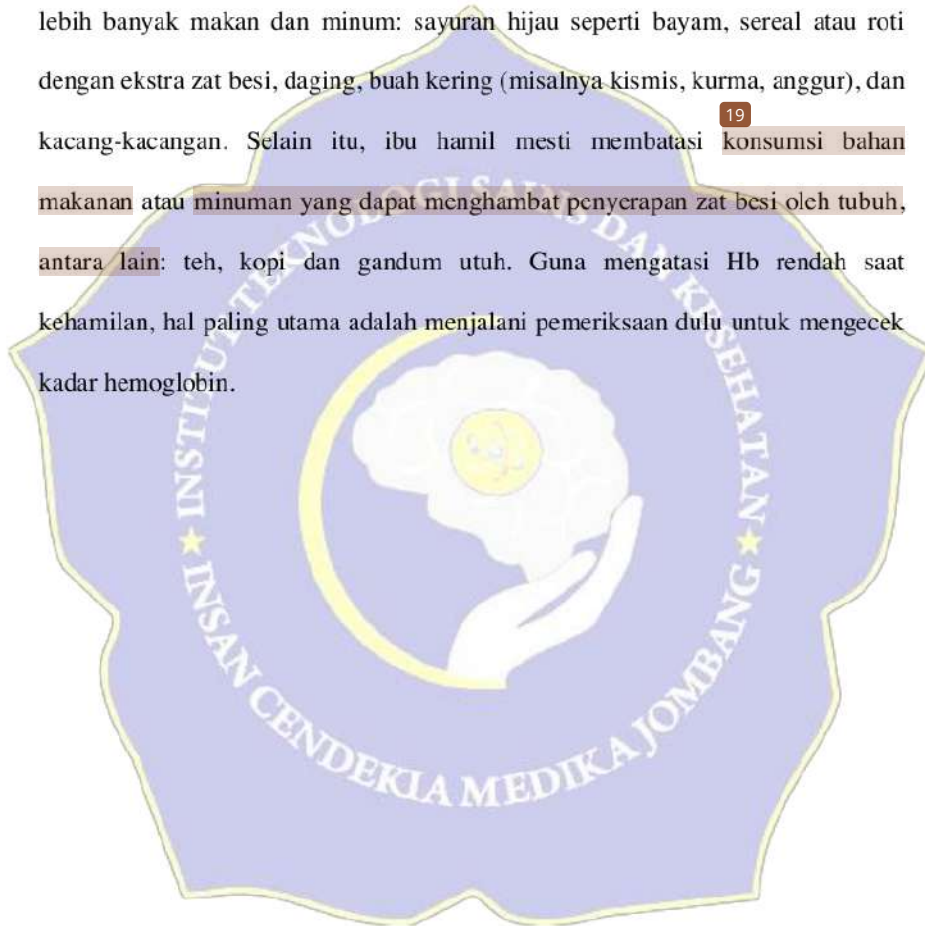 lebih banyak makan dan minum: sayuran hijau seperti bayam, sereal atau roti
dengan ekstra zat besi, daging, buah kering (misalnya kismis, kurma, anggur), dan
19
kacang-kacangan. Selain itu, ibu hamil mesti membatasi konsumsi bahan
makanan atau minuman yang dapat menghambat penyerapan zat besi oleh tubuh,
antara lain: teh, kopi dan gandum utuh. Guna mengatasi Hb rendah saat
kehamilan, hal paling utama adalah menjalani pemeriksaan dulu untuk mengecek
kadar hemoglobin.
INSTITUT TEKNOLOGI SAINS DAN KESEHATAN
INSAN CENDEKIA MEDIKA JOMBANG